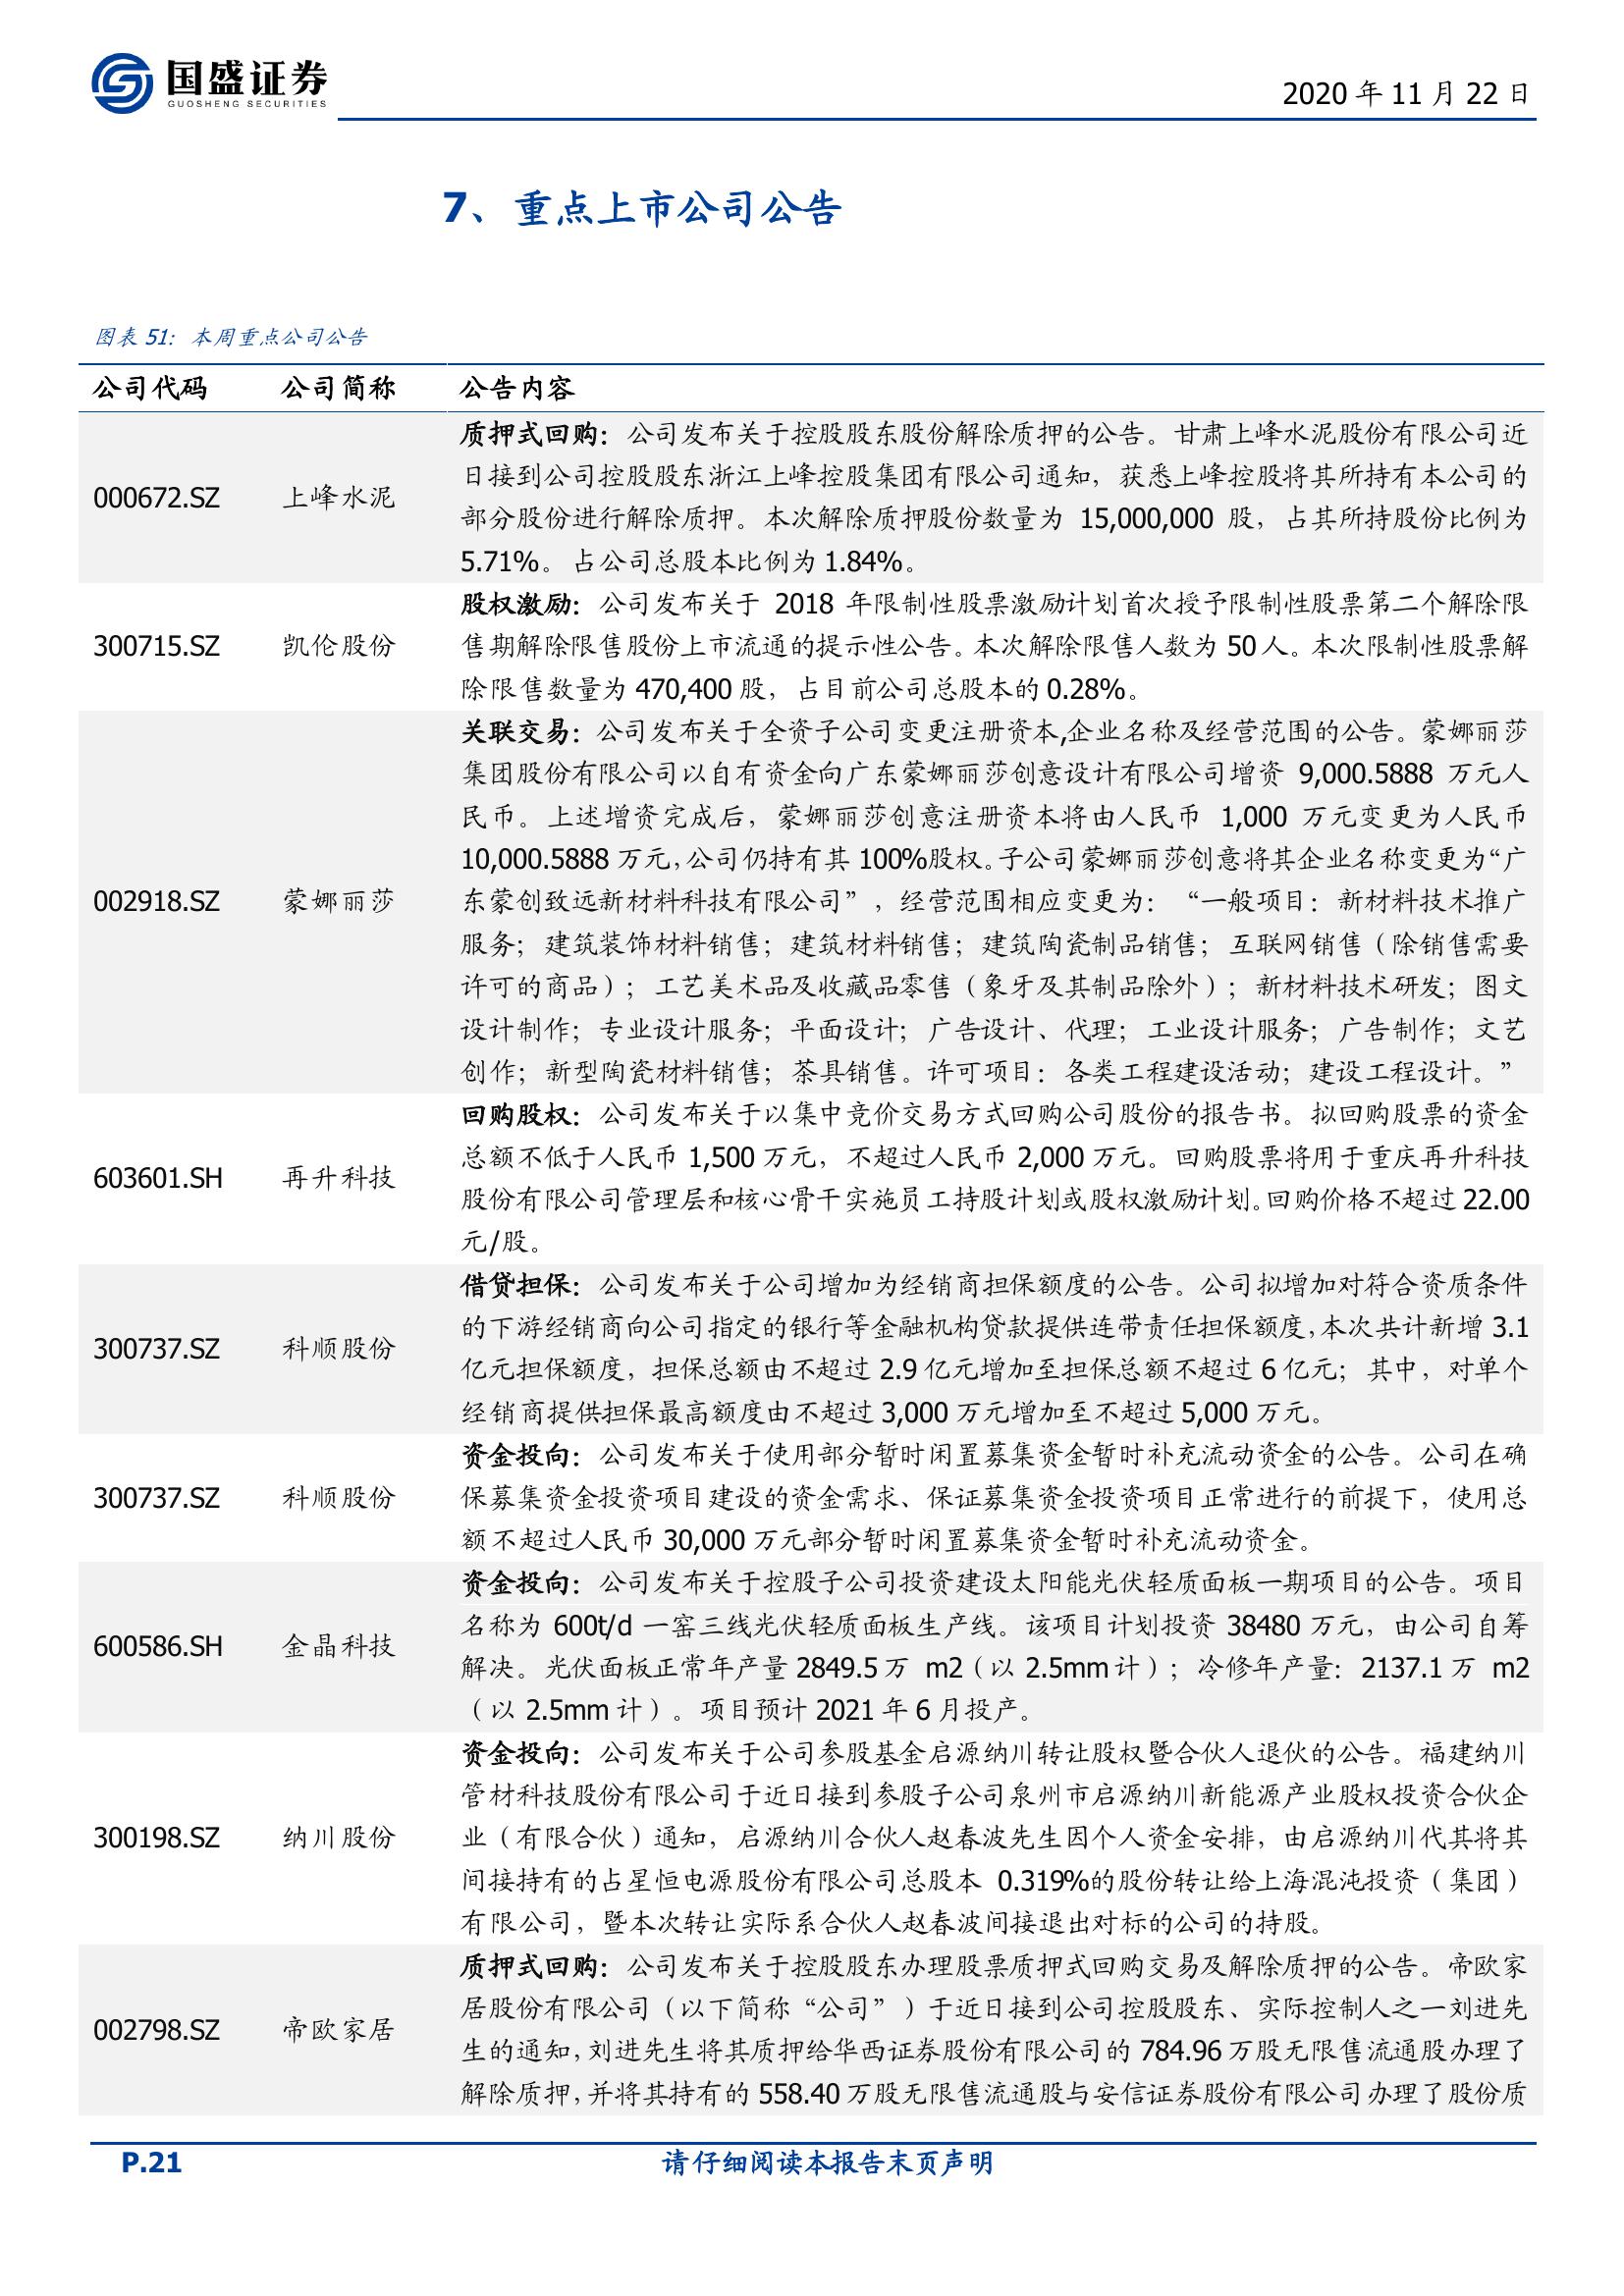 国盛证券
GUOSHENG SECURITIES
2020 年 11 月 22 日
7、重点上市公司公告
图表 51：本周重点公司公告
公司代码 公司简称 公告内容
000672.SZ 上峰水泥
质押式回购：公司发布关于控股股东股份解除质押的公告。甘肃上峰水泥股份有限公司近
日接到公司控股股东浙江上峰控股集团有限公司通知，获悉上峰控股将其所持有本公司的
部分股份进行解除质押。本次解除质押股份数量为 15,000,000 股，占其所持股份比例为
5.71%。占公司总股本比例为 1.84%。
300715.SZ 凯伦股份
股权激励：公司发布关于 2018 年限制性股票激励计划首次授予限制性股票第二个解除限
售期解除限售股份上市流通的提示性公告。本次解除限售人数为 50 人。本次限制性股票解
除限售数量为 470,400 股，占目前公司总股本的 0.28%。
002918.SZ 蒙娜丽莎
关联交易：公司发布关于全资子公司变更注册资本,企业名称及经营范围的公告。蒙娜丽莎
集团股份有限公司以自有资金向广东蒙娜丽莎创意设计有限公司增资 9,000.5888 万元人
民币。上述增资完成后，蒙娜丽莎创意注册资本将由人民币 1,000 万元变更为人民币
10,000.5888 万元，公司仍持有其 100%股权。子公司蒙娜丽莎创意将其企业名称变更为“广
东蒙创致远新材料科技有限公司”，经营范围相应变更为：“一般项目：新材料技术推广
服务；建筑装饰材料销售；建筑材料销售；建筑陶瓷制品销售；互联网销售（除销售需要
许可的商品）；工艺美术品及收藏品零售（象牙及其制品除外）；新材料技术研发；图文
设计制作；专业设计服务；平面设计；广告设计、代理；工业设计服务；广告制作；文艺
创作；新型陶瓷材料销售；茶具销售。许可项目：各类工程建设活动；建设工程设计。”
603601.SH 再升科技
回购股权：公司发布关于以集中竞价交易方式回购公司股份的报告书。拟回购股票的资金
总额不低于人民币 1,500 万元，不超过人民币 2,000 万元。回购股票将用于重庆再升科技
股份有限公司管理层和核心骨干实施员工持股计划或股权激励计划。回购价格不超过 22.00
元/股。
300737.SZ 科顺股份
借贷担保：公司发布关于公司增加为经销商担保额度的公告。公司拟增加对符合资质条件
的下游经销商向公司指定的银行等金融机构贷款提供连带责任担保额度，本次共计新增 3.1
亿元担保额度，担保总额由不超过 2.9 亿元增加至担保总额不超过 6 亿元；其中，对单个
经销商提供担保最高额度由不超过 3,000 万元增加至不超过 5,000 万元。
300737.SZ 科顺股份
资金投向：公司发布关于使用部分暂时闲置募集资金暂时补充流动资金的公告。公司在确
保募集资金投资项目建设的资金需求、保证募集资金投资项目正常进行的前提下，使用总
额不超过人民币 30,000 万元部分暂时闲置募集资金暂时补充流动资金。
600586.SH 金晶科技
资金投向：公司发布关于控股子公司投资建设太阳能光伏轻质面板一期项目的公告。项目
名称为 600t/d 一窑三线光伏轻质面板生产线。该项目计划投资 38480 万元，由公司自筹
解决。光伏面板正常年产量 2849.5 万 m2（以 2.5mm 计）；冷修年产量：2137.1 万 m2
（以 2.5mm 计）。项目预计 2021 年 6 月投产。
300198.SZ 纳川股份
资金投向：公司发布关于公司参股基金启源纳川转让股权暨合伙人退伙的公告。福建纳川
管材科技股份有限公司于近日接到参股子公司泉州市启源纳川新能源产业股权投资合伙企
业（有限合伙）通知，启源纳川合伙人赵春波先生因个人资金安排，由启源纳川代其将其
间接持有的占星恒电源股份有限公司总股本 0.319%的股份转让给上海混沌投资（集团）
有限公司，暨本次转让实际系合伙人赵春波间接退出对标的公司的持股。
002798.SZ 帝欧家居
质押式回购：公司发布关于控股股东办理股票质押式回购交易及解除质押的公告。帝欧家
居股份有限公司（以下简称“公司”）于近日接到公司控股股东、实际控制人之一刘进先
生的通知，刘进先生将其质押给华西证券股份有限公司的 784.96 万股无限售流通股办理了
解除质押，并将其持有的 558.40 万股无限售流通股与安信证券股份有限公司办理了股份质
P.21 请仔细阅读本报告末页声明